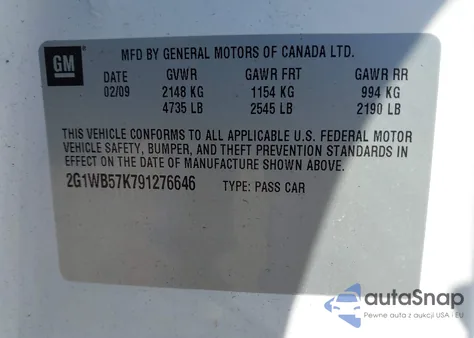 GM
MFD BY GENERAL MOTORS OF CANADA LTD.
DATE GVWR GAWR FRT GAWR RR
02/09 2148 KG 1154 KG 994 KG
4735 LB 2545 LB 2190 LB
THIS VEHICLE CONFORMS TO ALL APPLICABLE U.S. FEDERAL MOTOR
VEHICLE SAFETY, BUMPER, AND THEFT PREVENTION STANDARDS
IN EFFECT ON THE DATE OF MANUFACTURE SHOWN ABOVE.
2G1WB57K791276646 TYPE: PASS CAR
autoSnap
Pewne auta z aukcji USA i EU